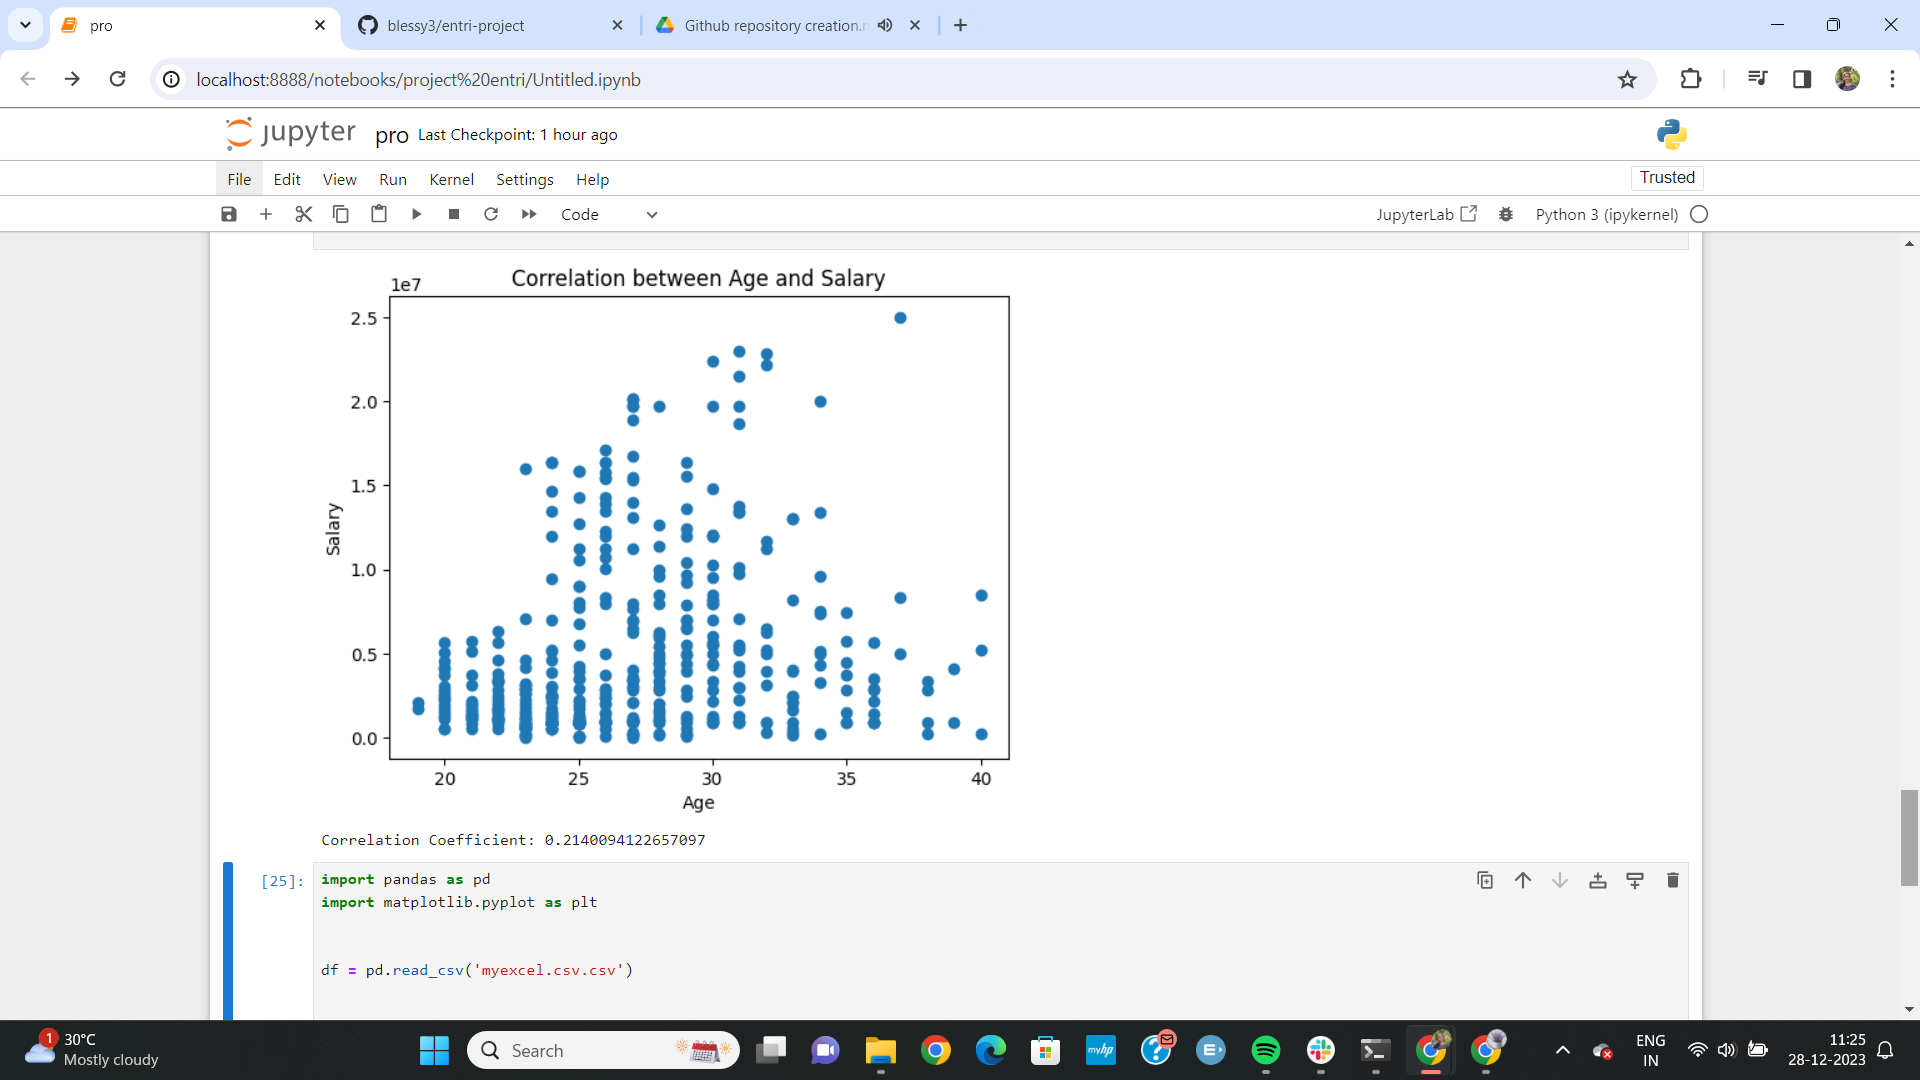 pro
blessy3/entri-project
Github repository creation.
localhost:8888/notebooks/project%20entri/Untitled.ipynb
jupyter pro Last Checkpoint: 1 hour ago
File Edit View Run Kernel Settings Help
Trusted
Code
JupyterLab
Python 3 (ipykernel)
Correlation between Age and Salary
1e7
2.5
2.0
1.5
1.0
0.5
0.0
Salary
20 25 30 35 40
Age
Correlation Coefficient: 0.2140094122657097
[25]:
import pandas as pd
import matplotlib.pyplot as plt
df = pd.read_csv('myexcel.csv.csv')
1
30°C
Mostly cloudy
Search
myhp
ENG
IN
11:25
28-12-2023